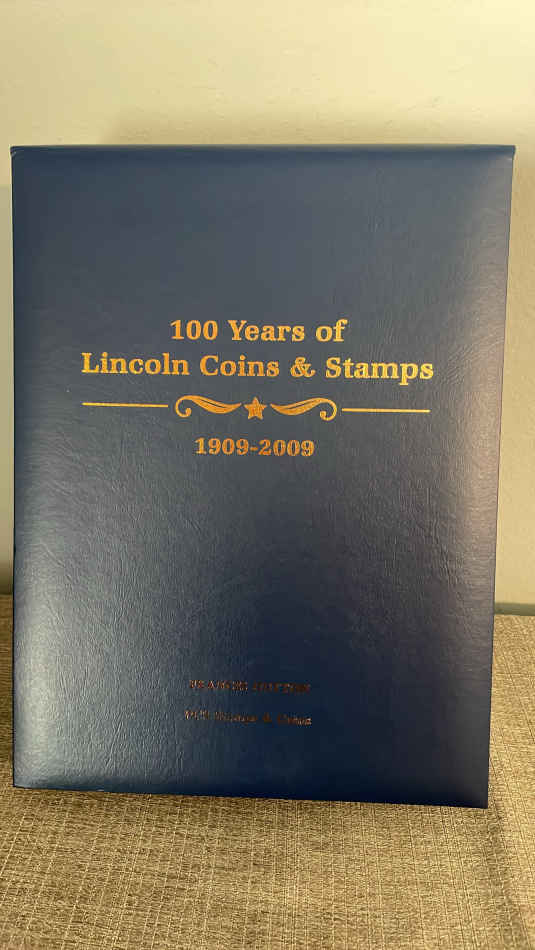 100 Years of
Lincoln Coins & Stamps
1909-2009